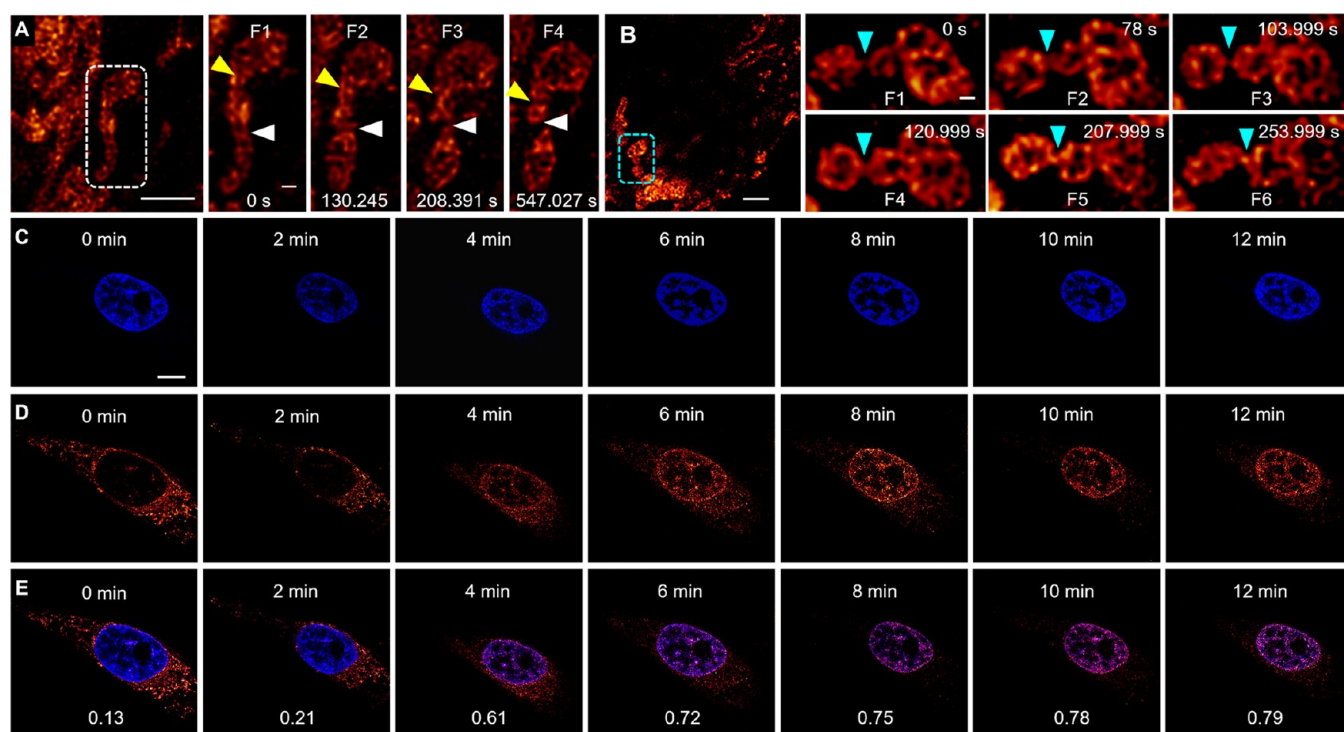 A
F1
F2
F3
F4
0 s
130.245
208.391 s
547.027 s
B
0 s
78 s
103.999 s
F1
F2
F3
120.999 s
207.999 s
253.999 s
F4
F5
F6
C
0 min
2 min
4 min
6 min
8 min
10 min
12 min
D
0 min
2 min
4 min
6 min
8 min
10 min
12 min
E
0 min
2 min
4 min
6 min
8 min
10 min
12 min
0.13
0.21
0.61
0.72
0.75
0.78
0.79